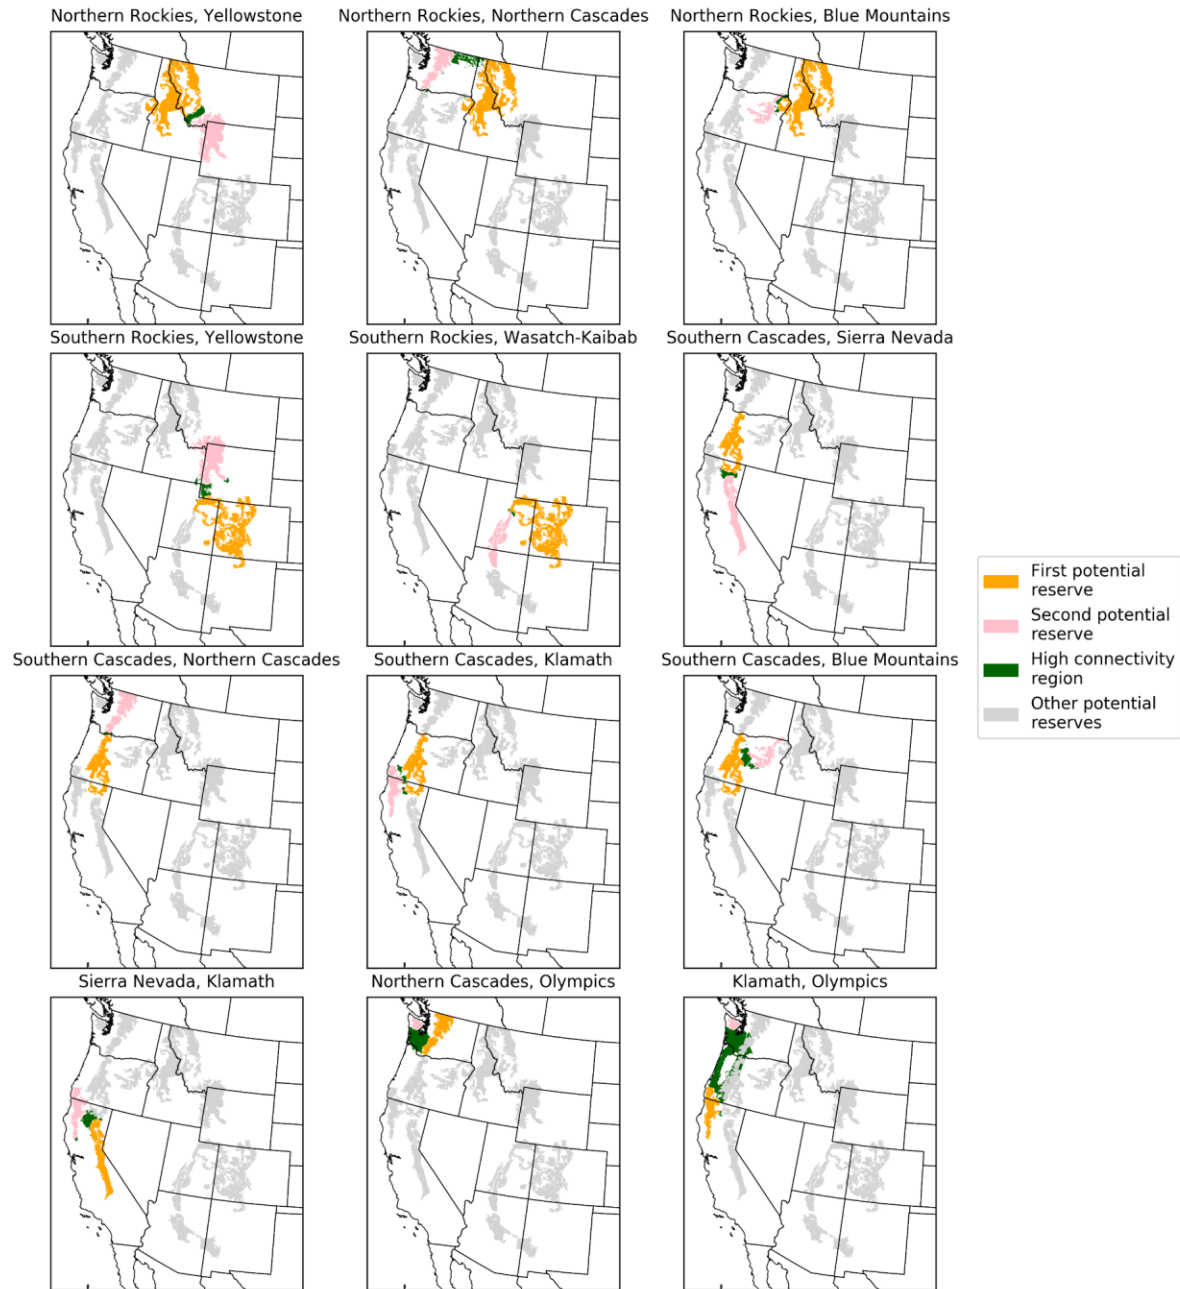 Northern Rockies, Yellowstone
Northern Rockies, Northern Cascades
Northern Rockies, Blue Mountains
Southern Rockies, Yellowstone
Southern Rockies, Wasatch-Kaibab
Southern Cascades, Sierra Nevada
First potential
reserve
Second potential
reserve
High connectivity
region
Other potential
reserves
Southern Cascades, Northern Cascades
Southern Cascades, Klamath
Southern Cascades, Blue Mountains
Sierra Nevada, Klamath
Northern Cascades, Olympics
Klamath, Olympics